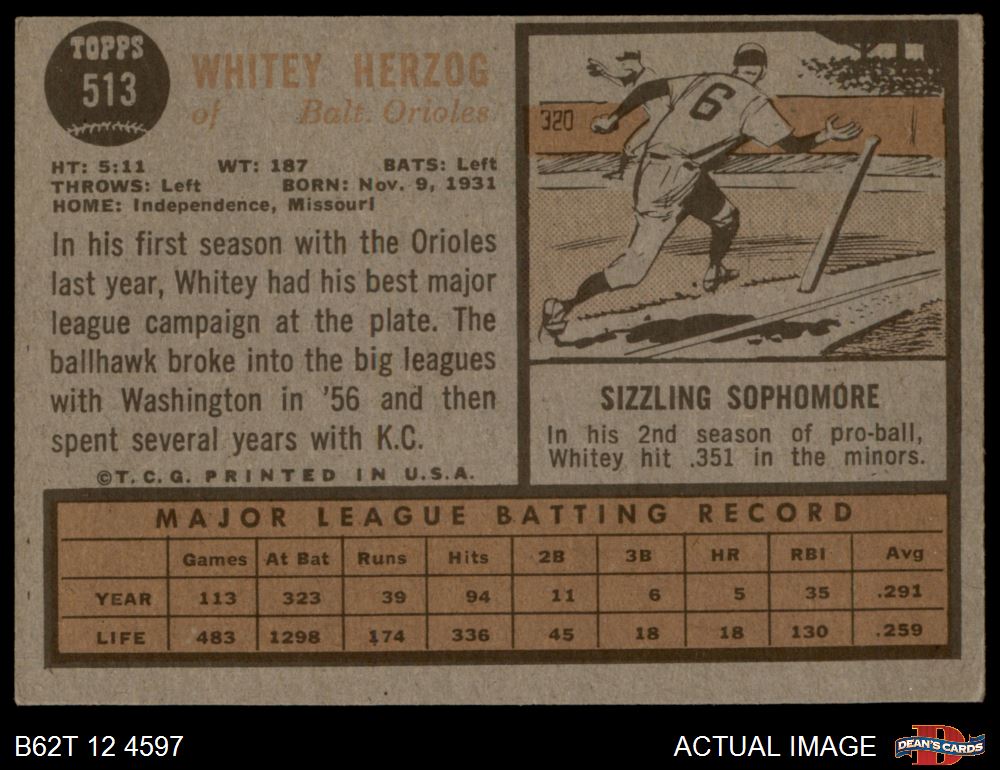 TOPPS
513
WHITEY HERZOG
of Balt. Orioles
HT: 5:11 WT: 187 BATS: Left
THROWS: Left BORN: Nov. 9, 1931
HOME: Independence, Missouri
In his first season with the Orioles
last year, Whitey had his best major
league campaign at the plate. The
ballhawk broke into the big leagues
with Washington in '56 and then
spent several years with K.C.
©T.C.G. PRINTED IN U.S.A.
320
6
SIZZLING SOPHOMORE
In his 2nd season of pro-ball,
Whitey hit .351 in the minors.
MAJOR LEAGUE BATTING RECORD
Games At Bat Runs Hits 2B 3B HR RBI Avg
YEAR 113 323 39 94 11 6 5 35 .291
LIFE 483 1298 174 336 45 18 18 130 .259
B62T 12 4597
ACTUAL IMAGE
DEAN'S CARDS